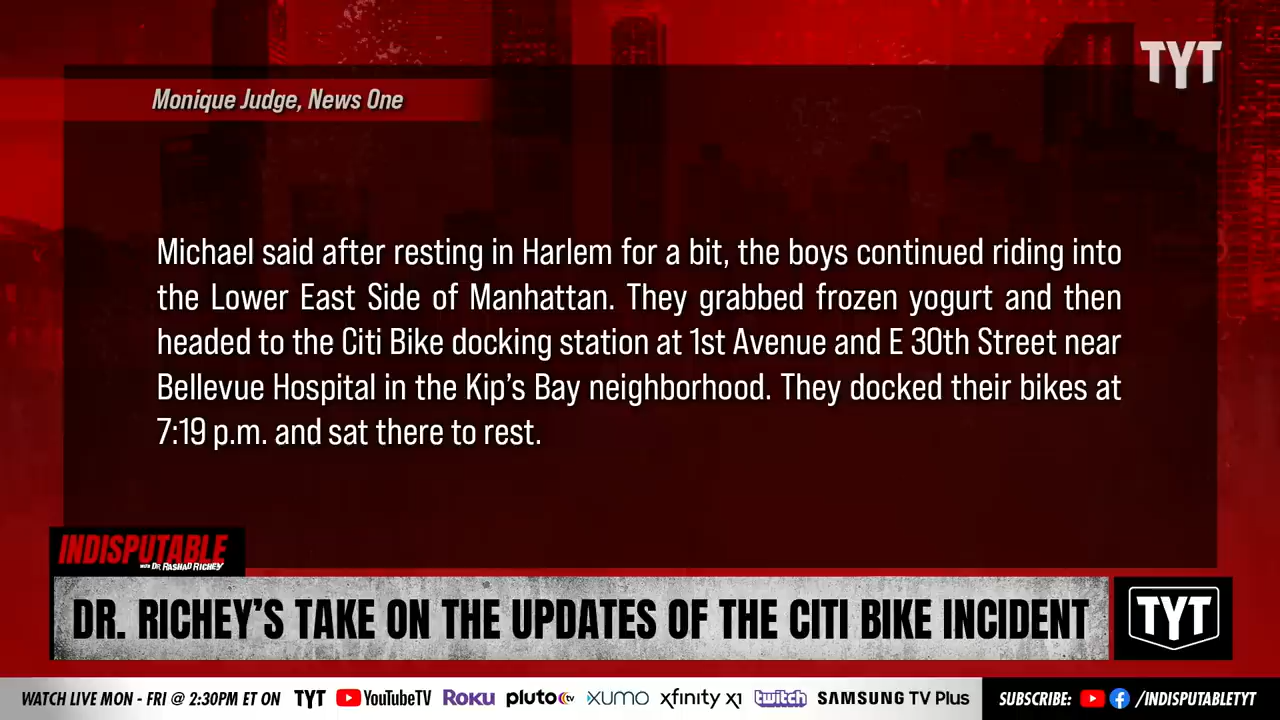 TYT
Monique Judge, News One
Michael said after resting in Harlem for a bit, the boys continued riding into
the Lower East Side of Manhattan. They grabbed frozen yogurt and then
headed to the Citi Bike docking station at 1st Avenue and E 30th Street near
Bellevue Hospital in the Kip's Bay neighborhood. They docked their bikes at
7:19 p.m. and sat there to rest.
INDISPUTABLE
WITH DR. RASHAD RICHEY
DR. RICHEY'S TAKE ON THE UPDATES OF THE CITI BIKE INCIDENT
TYT
WATCH LIVE MON - FRI @ 2:30PM ET ON TYT YouTubeTV ROKU pluto tv XUMO xfinity x1 twitch SAMSUNG TV Plus SUBSCRIBE: /INDISPUTABLETYT